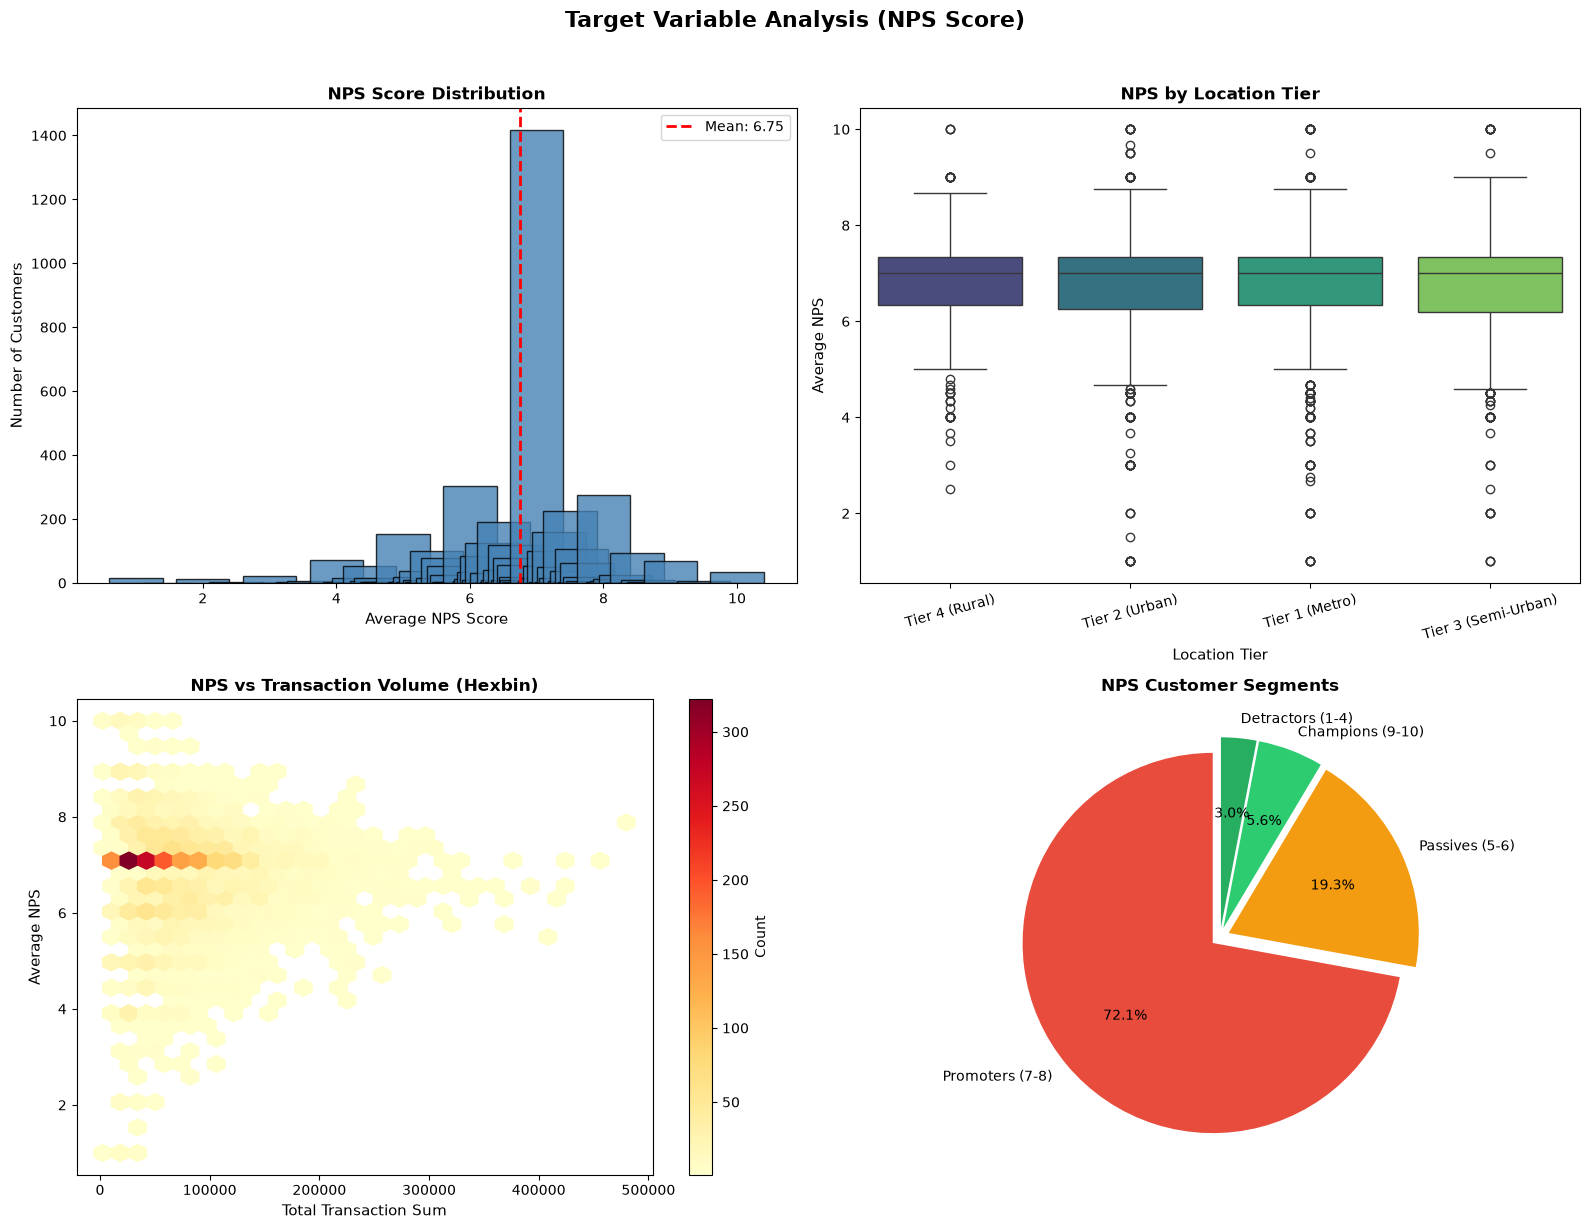 Target Variable Analysis (NPS Score)
NPS Score Distribution
Mean: 6.75
1400
1200
1000
800
600
400
200
0
Number of Customers
2
4
6
8
10
Average NPS Score
NPS by Location Tier
10
8
6
4
2
Average NPS
Tier 4 (Rural)
Tier 2 (Urban)
Tier 1 (Metro)
Tier 3 (Semi-Urban)
Location Tier
NPS vs Transaction Volume (Hexbin)
10
8
6
4
2
Average NPS
0
100000
200000
300000
400000
500000
Total Transaction Sum
300
250
200
150
100
50
Count
NPS Customer Segments
Detractors (1-4)
Champions (9-10)
Passives (5-6)
Promoters (7-8)
3.0%
5.6%
19.3%
72.1%